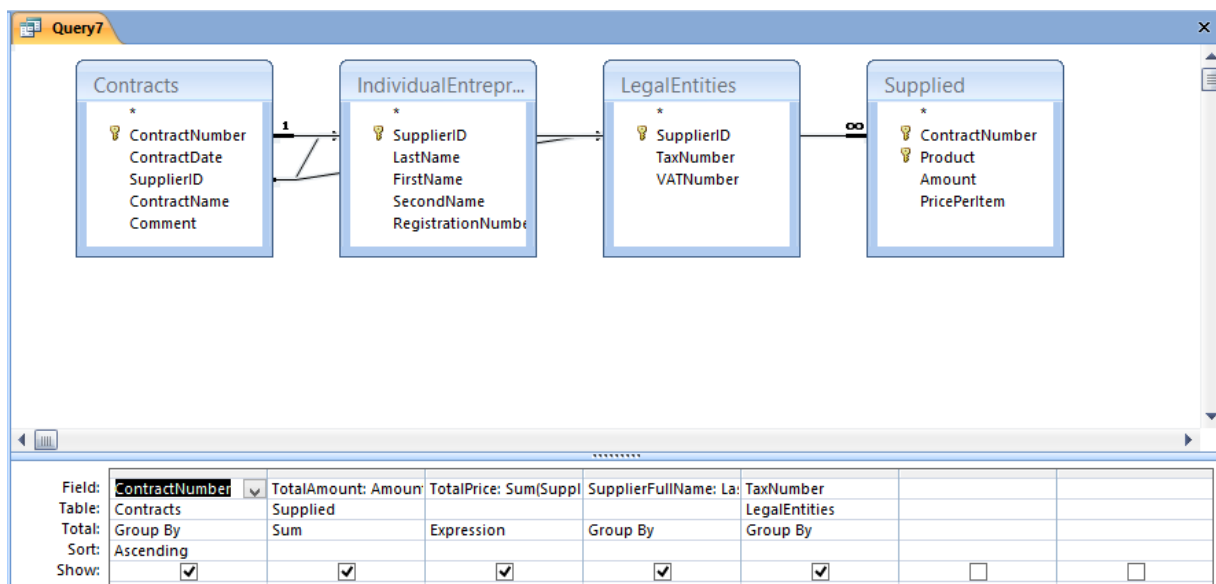 Query7
Contracts
*
ContractNumber
ContractDate
SupplierID
ContractName
Comment
1
IndividualEntrepr...
*
SupplierID
LastName
FirstName
SecondName
RegistrationNumbe
LegalEntities
*
SupplierID
TaxNumber
VATNumber
∞
Supplied
*
ContractNumber
Product
Amount
PricePerItem
Field: ContractNumber TotalAmount: Amoun TotalPrice: Sum(Suppl SupplierFullName: La: TaxNumber
Table: Contracts Supplied LegalEntities
Total: Group By Sum Expression Group By Group By
Sort: Ascending
Show: